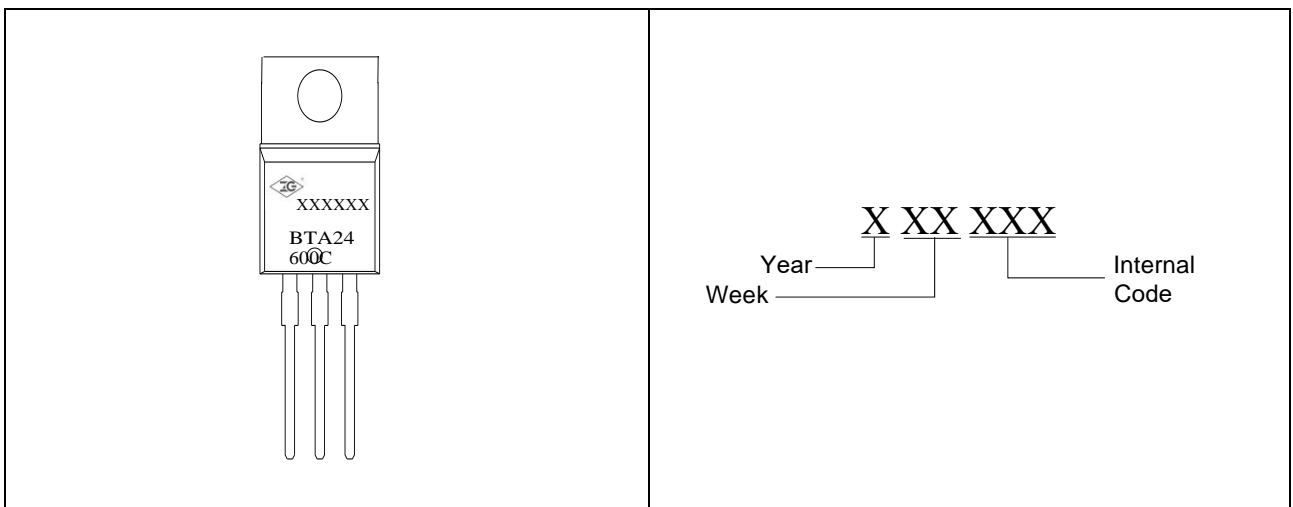 XXXXXX
BTA24
600C
X XX XXX
Year
Week
Internal
Code